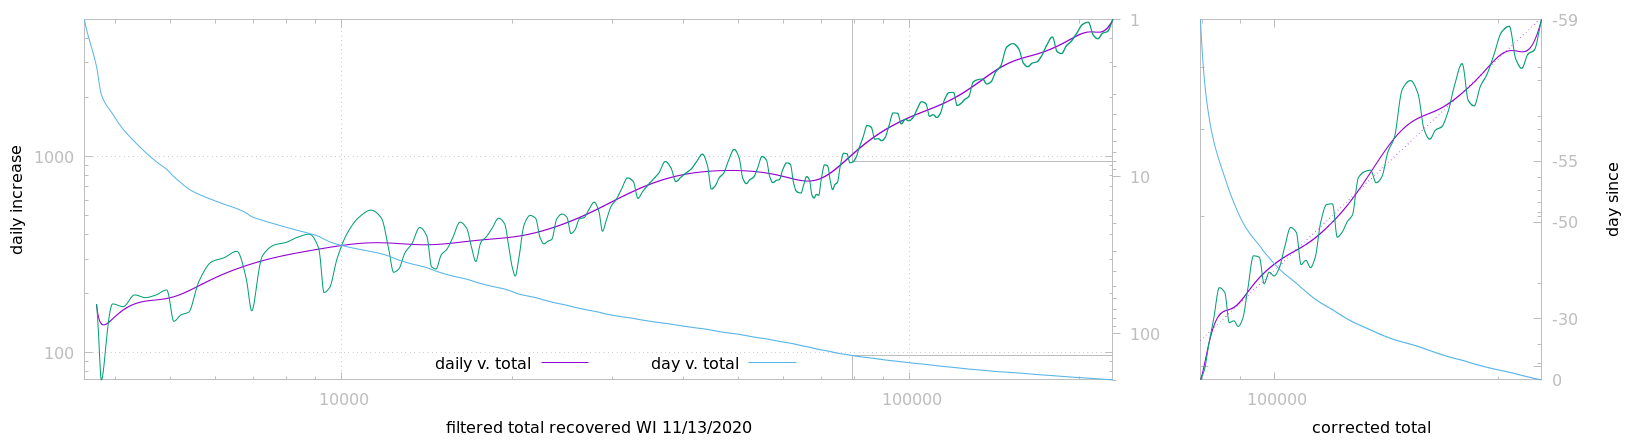 daily increase
1000
100
10000
100000
filtered total recovered WI 11/13/2020
daily v. total
day v. total
1
10
100
100000
corrected total
-59
-55
-50
-30
0
day since